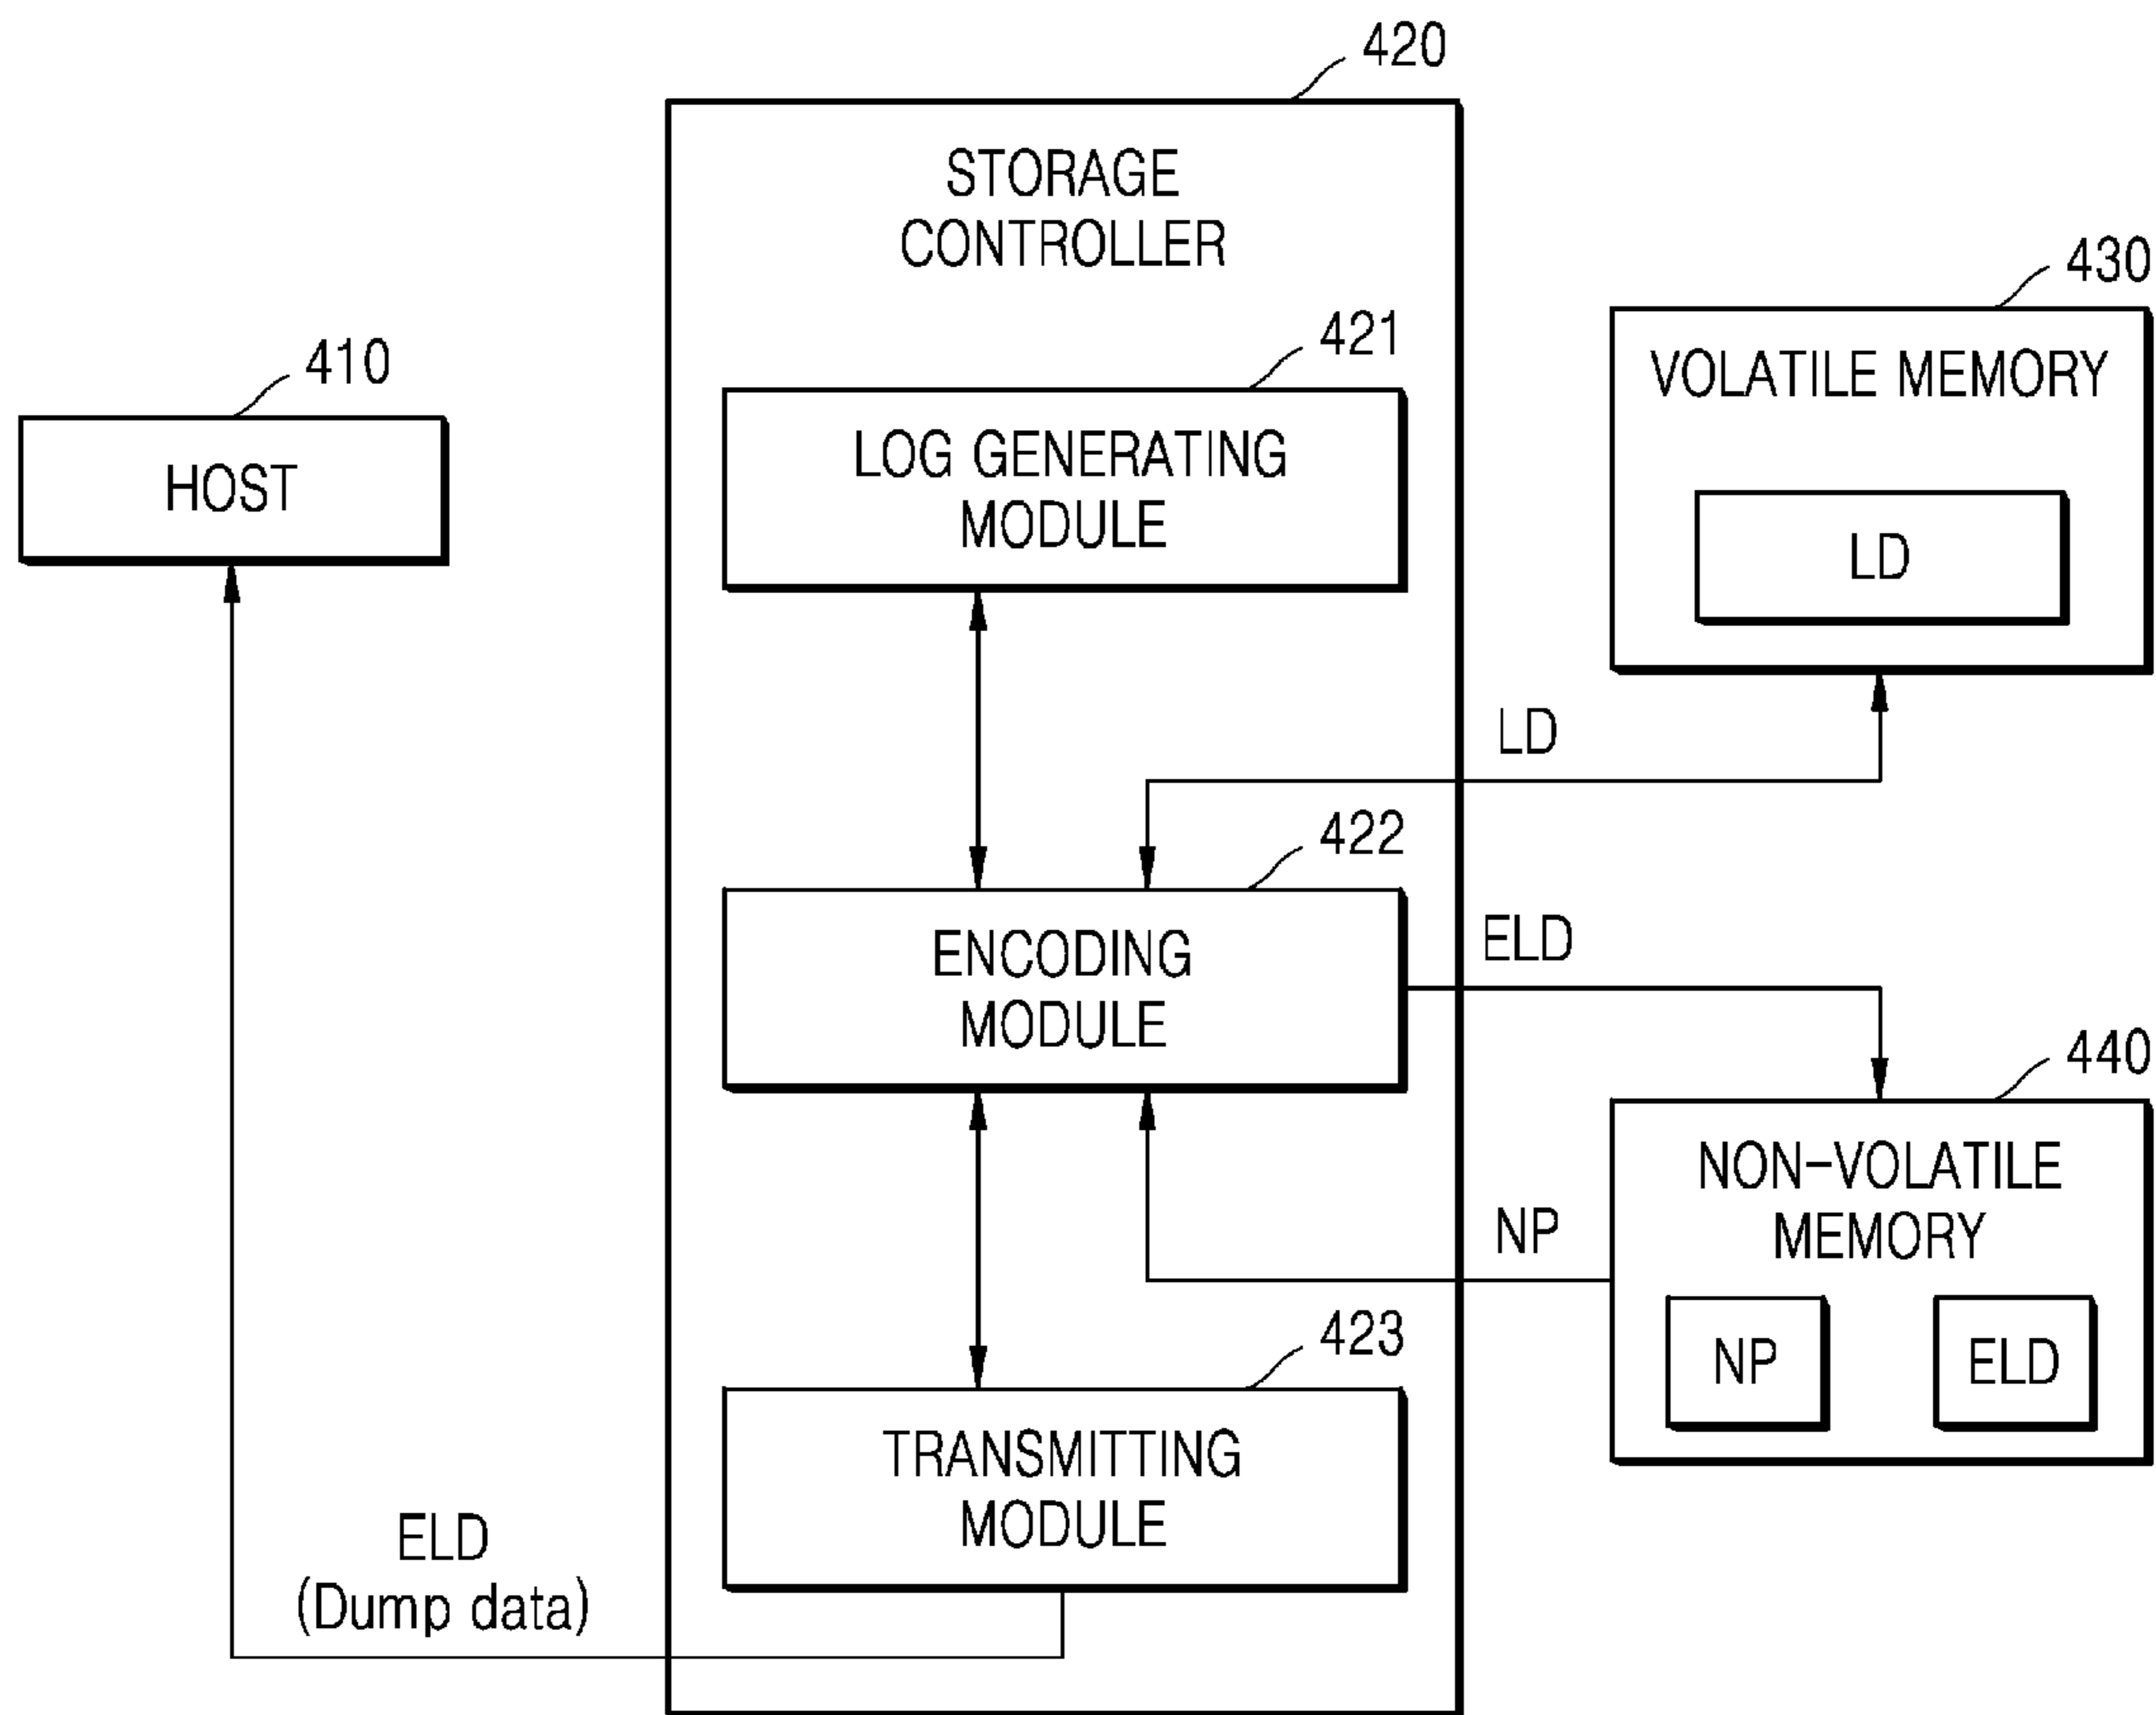 420
STORAGE
CONTROLLER
430
421
VOLATILE MEMORY
410
LOG GENERATING
MODULE
HOST
LD
LD
422
ELD
ENCODING
MODULE
440
NON-VOLATILE
MEMORY
NP
423
NP
ELD
TRANSMITTING
MODULE
ELD
(Dump data)